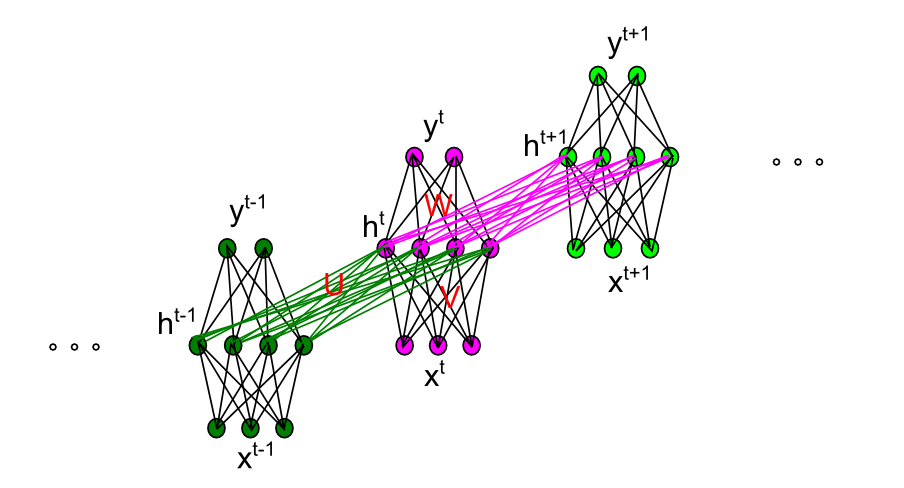 y^t+1
h^t+1
y^t
W
h^t
y^t-1
x^t+1
U
V
h^t-1
x^t
x^t-1